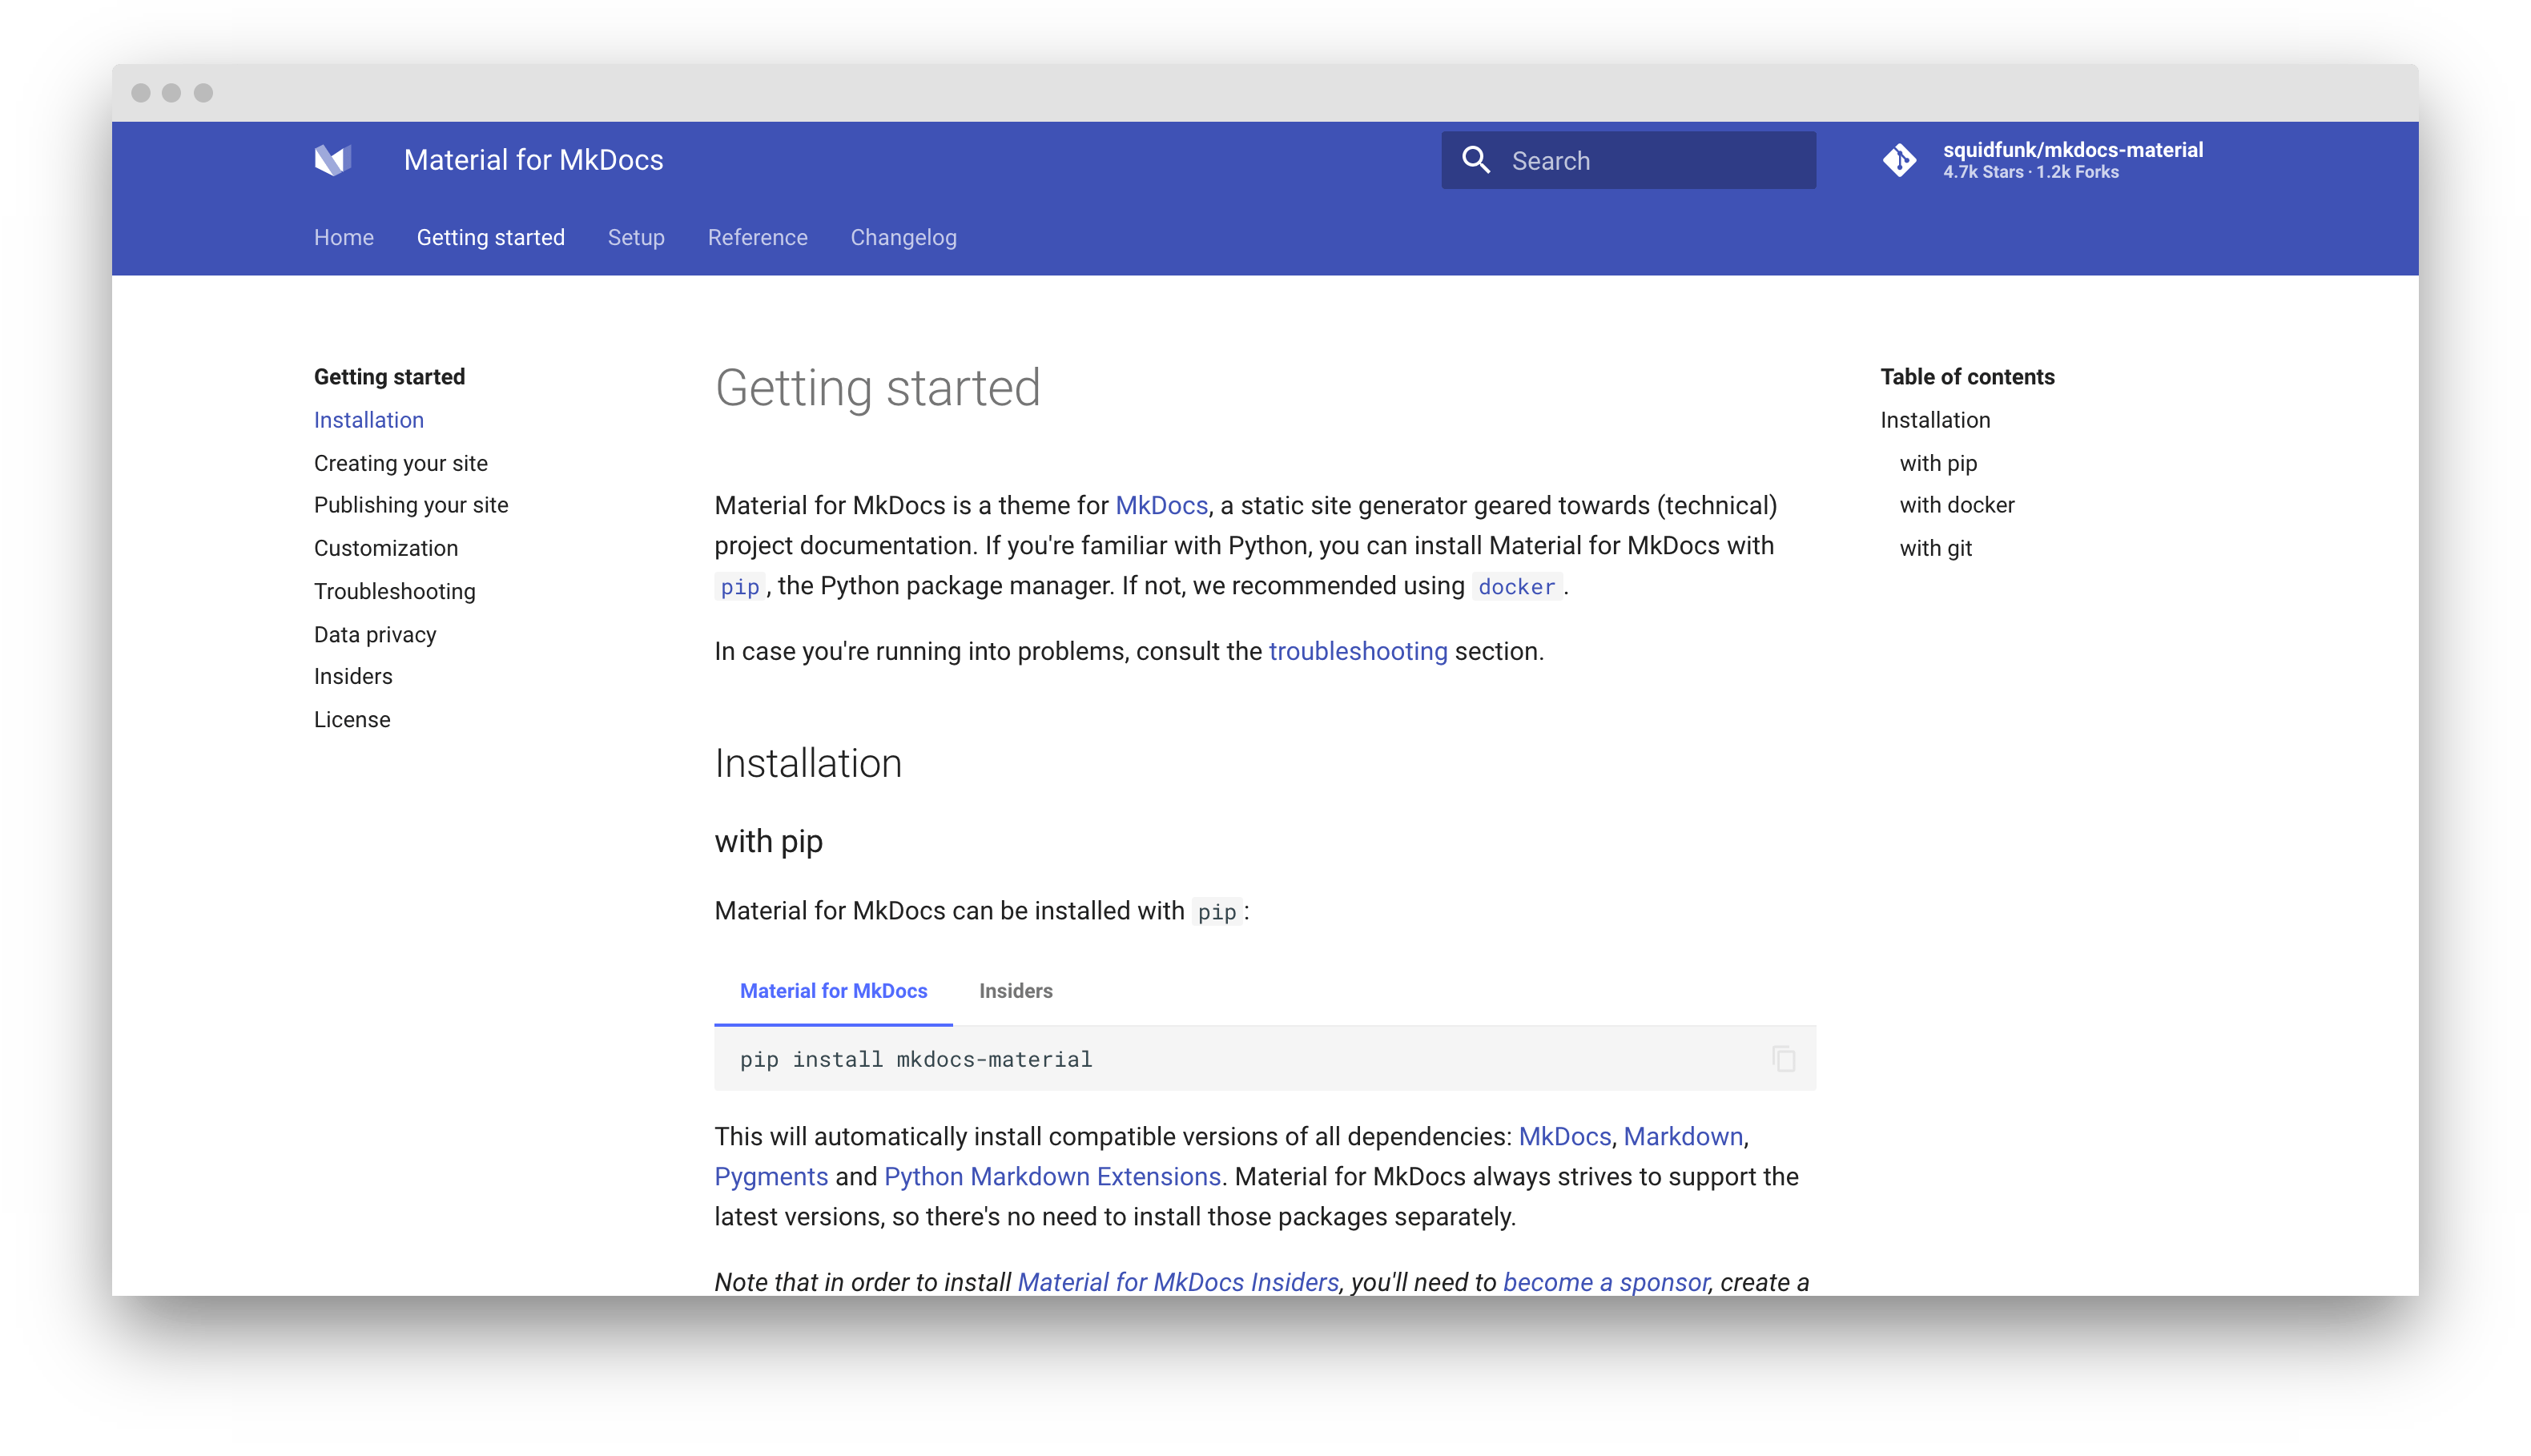 Material for MkDocs
Search
squidfunk/mkdocs-material
4.7k Stars · 1.2k Forks
Home
Getting started
Setup
Reference
Changelog
Getting started
Installation
Creating your site
Publishing your site
Customization
Troubleshooting
Data privacy
Insiders
License
Getting started
Material for MkDocs is a theme for MkDocs, a static site generator geared towards (technical)
project documentation. If you're familiar with Python, you can install Material for MkDocs with
pip, the Python package manager. If not, we recommended using docker.
In case you're running into problems, consult the troubleshooting section.
Installation
with pip
Material for MkDocs can be installed with pip:
Material for MkDocs
Insiders
pip install mkdocs-material
This will automatically install compatible versions of all dependencies: MkDocs, Markdown,
Pygments and Python Markdown Extensions. Material for MkDocs always strives to support the
latest versions, so there's no need to install those packages separately.
Note that in order to install Material for MkDocs Insiders, you'll need to become a sponsor, create a
Table of contents
Installation
with pip
with docker
with git